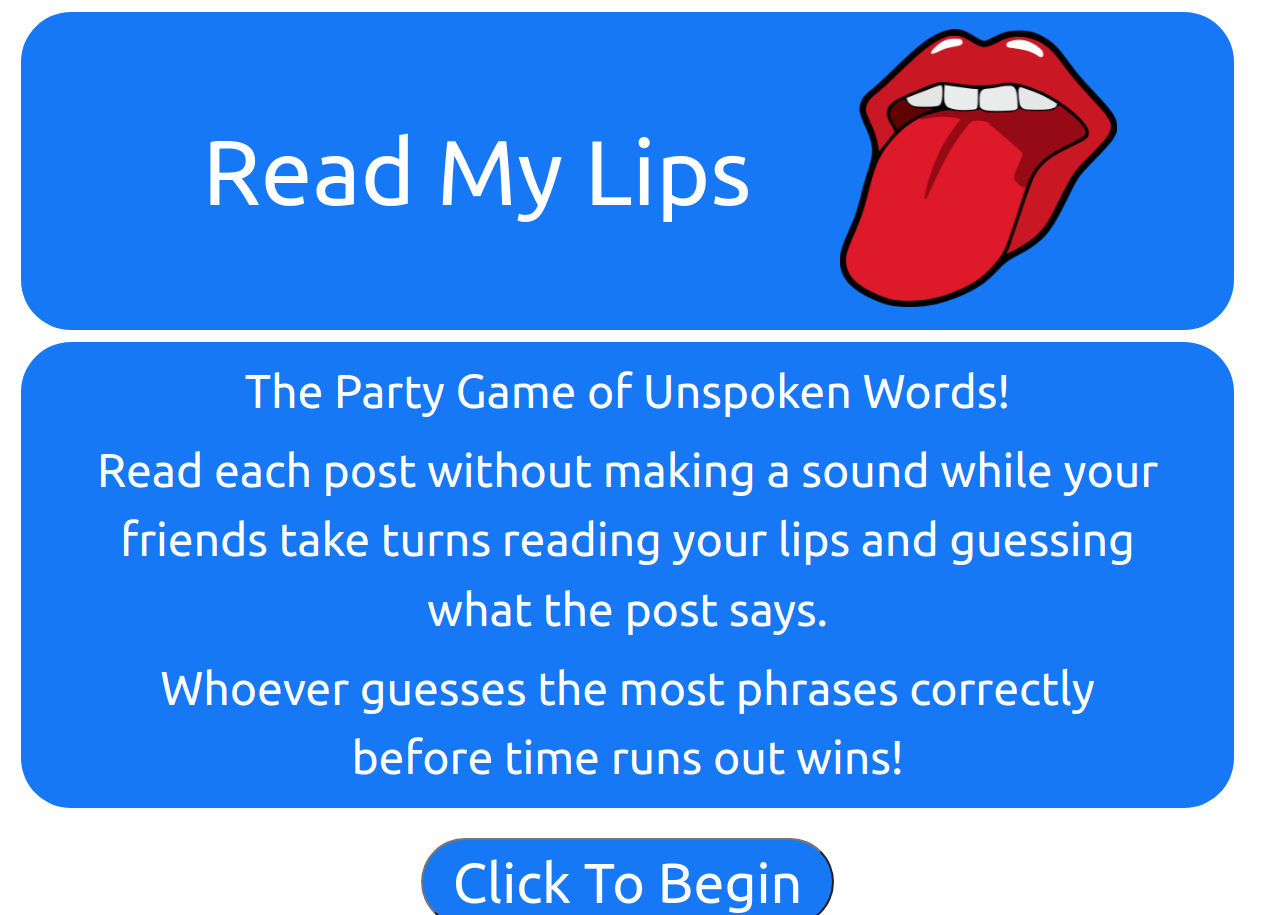 Read My Lips
The Party Game of Unspoken Words!
Read each post without making a sound while your
friends take turns reading your lips and guessing
what the post says.
Whoever guesses the most phrases correctly
before time runs out wins!
Click To Begin